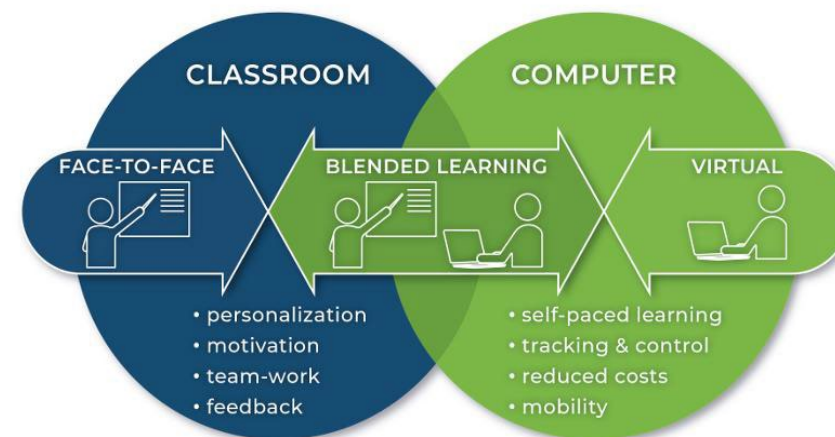 CLASSROOM
COMPUTER
FACE-TO-FACE
BLENDED LEARNING
VIRTUAL
• personalization
• motivation
• team-work
• feedback
• self-paced learning
• tracking & control
• reduced costs
• mobility